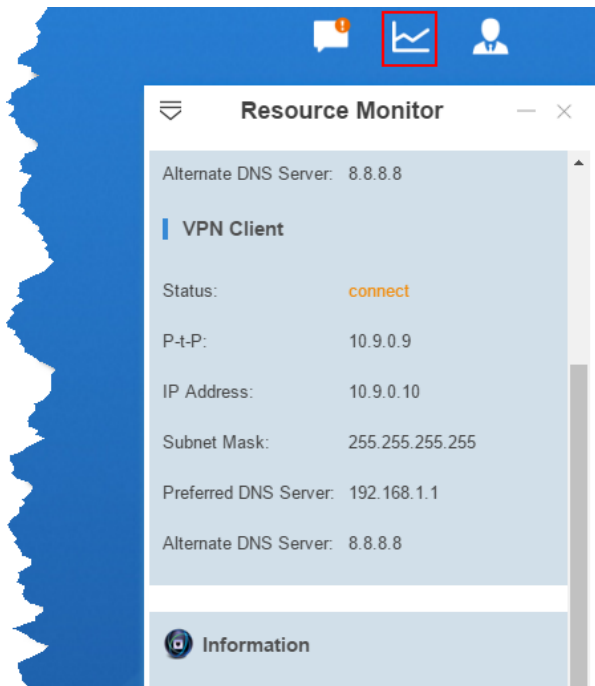 Resource Monitor
Alternate DNS Server: 8.8.8.8
VPN Client
Status: connect
P-t-P: 10.9.0.9
IP Address: 10.9.0.10
Subnet Mask: 255.255.255.255
Preferred DNS Server: 192.168.1.1
Alternate DNS Server: 8.8.8.8
Information